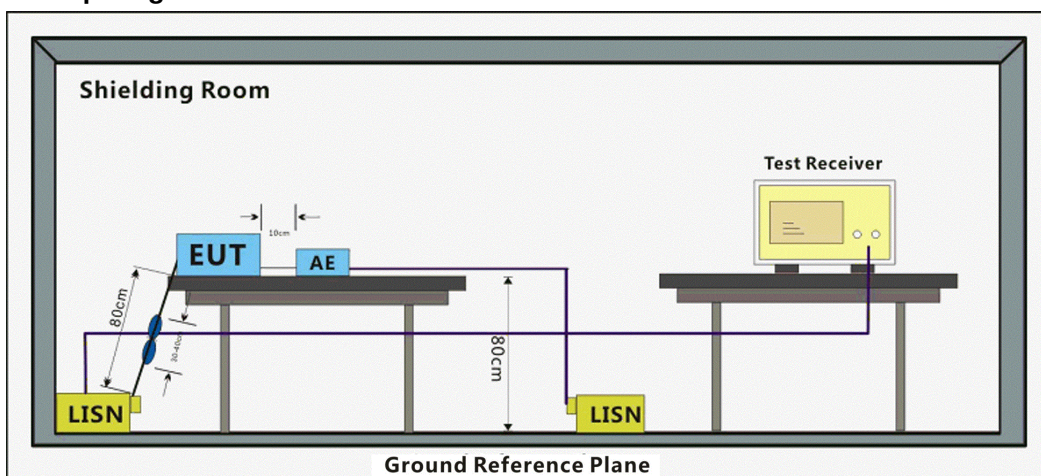 Shielding Room
Test Receiver
10cm
EUT
AE
80cm
30-40cm
80cm
LISN
LISN
Ground Reference Plane